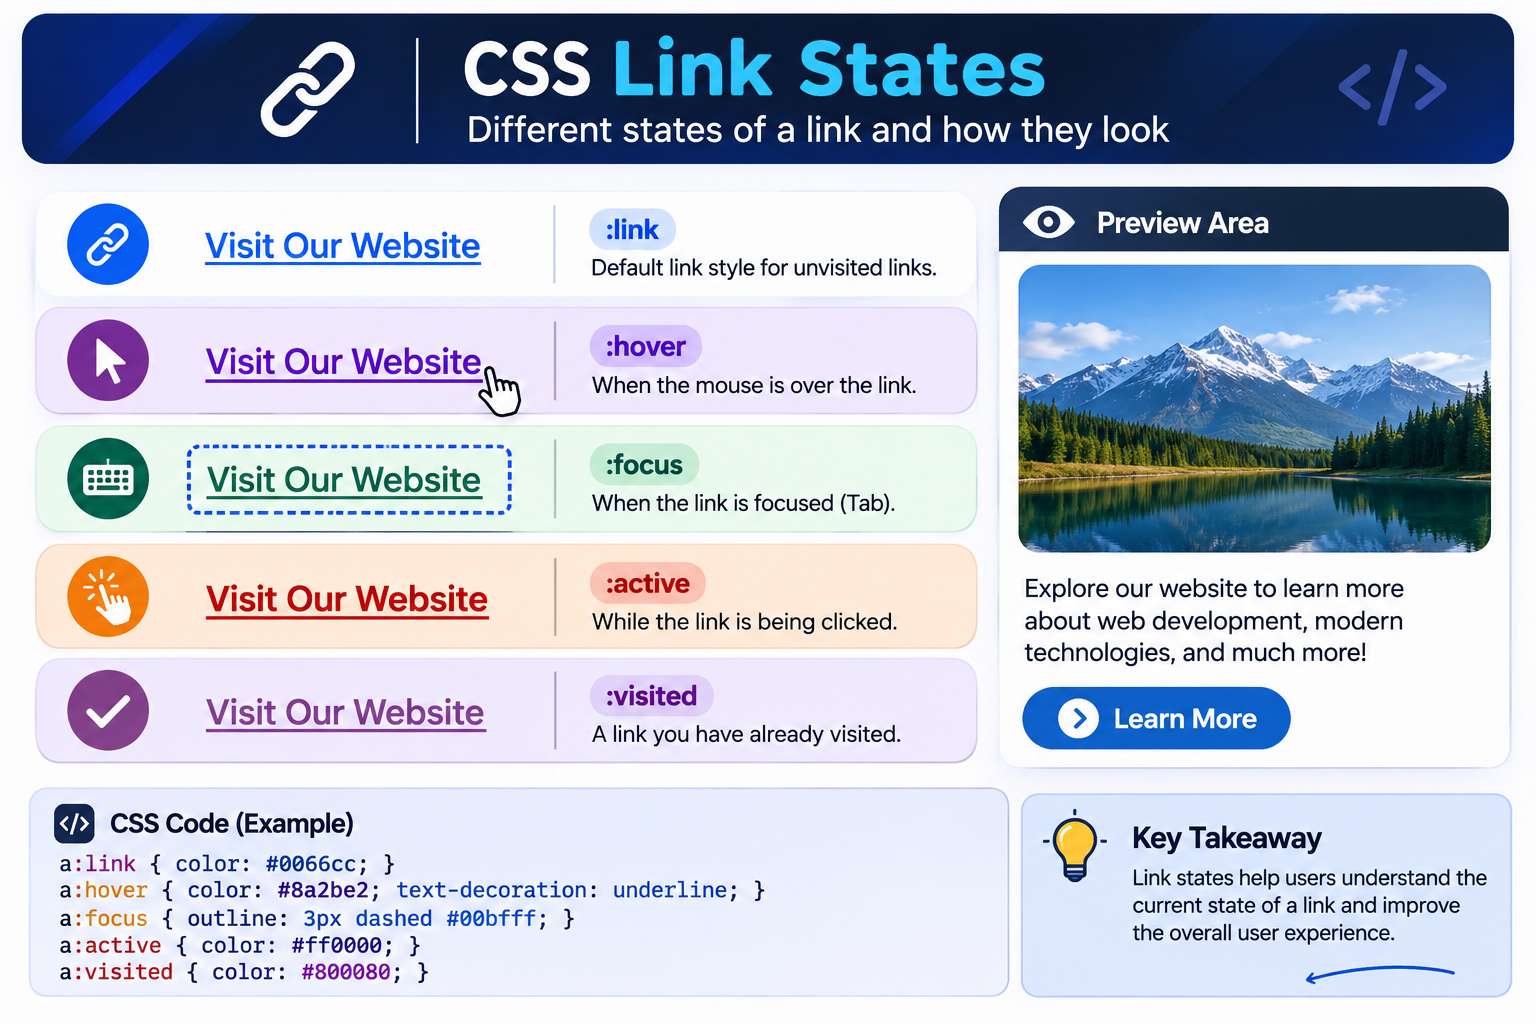 CSS Link States
Different states of a link and how they look
</>
Visit Our Website
:link
Default link style for unvisited links.
Visit Our Website
:hover
When the mouse is over the link.
Visit Our Website
:focus
When the link is focused (Tab).
Visit Our Website
:active
While the link is being clicked.
Visit Our Website
:visited
A link you have already visited.
Preview Area
Explore our website to learn more
about web development, modern
technologies, and much more!
Learn More
</> CSS Code (Example)
a:link { color: #0066cc; }
a:hover { color: #8a2be2; text-decoration: underline; }
a:focus { outline: 3px dashed #00bfff; }
a:active { color: #ff0000; }
a:visited { color: #800080; }
Key Takeaway
Link states help users understand the
current state of a link and improve
the overall user experience.